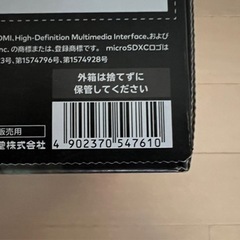 OMI、High-Definition Multimedia Interface、および
nc. の商標または、登録商標です。 microSDXCロゴは
3号、第1574796号、第1574928号
外箱は捨てずに
保管してください
販売用
株式会社
4 902370 547610